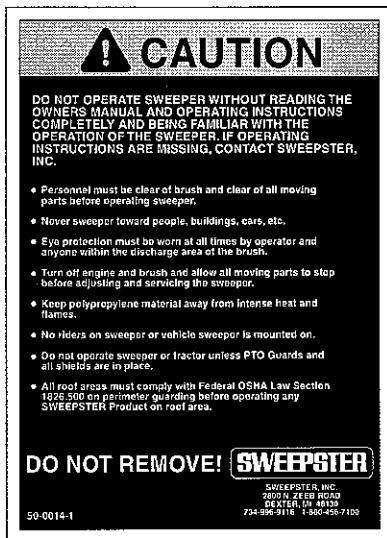 CAUTION
DO NOT OPERATE SWEEPER WITHOUT READING THE
OWNERS MANUAL AND OPERATING INSTRUCTIONS
COMPLETELY AND BEING FAMILIAR WITH THE
OPERATION OF THE SWEEPER. IF OPERATING
INSTRUCTIONS ARE MISSING, CONTACT SWEEPSTER,
INC.
• Personnel must be clear of brush and clear of all moving
parts before operating sweeper.
• Never sweeper toward people, buildings, cars, etc.
• Eye protection must be worn at all times by operator and
anyone within the discharge area of the brush.
• Turn off engine and brush and allow all moving parts to stop
before adjusting and servicing the sweeper.
• Keep polypropylene material away from intense heat and
flames.
• No riders on sweeper or vehicle sweeper is mounted on.
• Do not operate sweeper or tractor unless PTO Guards and
all shields are in place.
• All roof areas must comply with Federal OSHA Law Section
1926.500 on perimeter guarding before operating any
SWEEPSTER Product on roof area.
DO NOT REMOVE! SWEEPSTER
SWEEPSTER, INC.
2800 N. ZEEB ROAD
DEXTER, MI 48130
734-996-9116 1-800-456-7100
50-0014-1